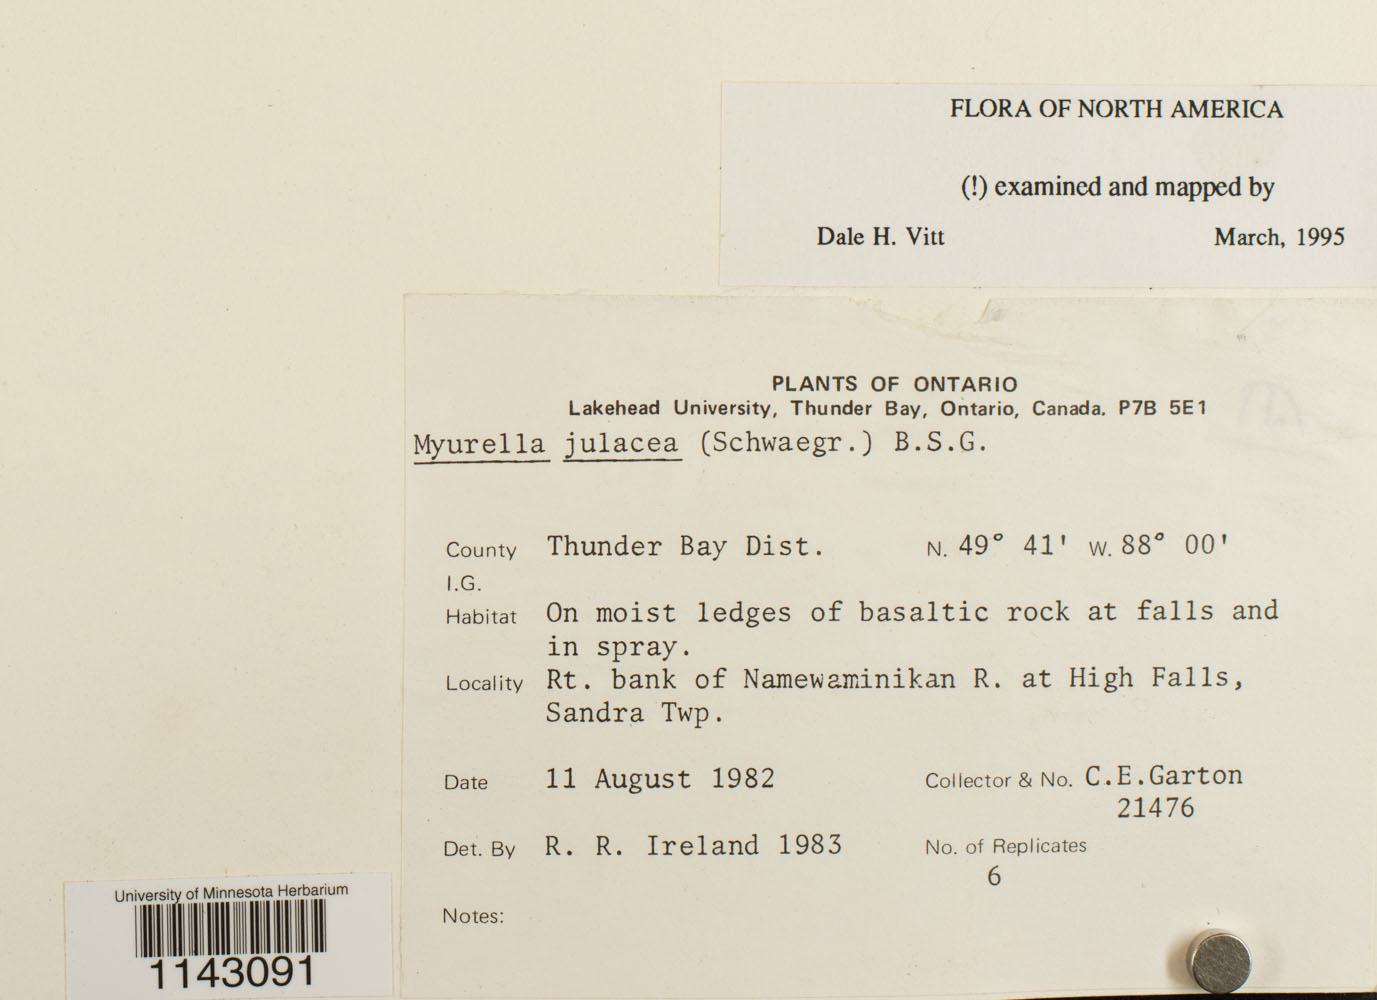 FLORA OF NORTH AMERICA
(!) examined and mapped by
Dale H. Vitt March, 1995
PLANTS OF ONTARIO
Lakehead University, Thunder Bay, Ontario, Canada. P7B 5E1
Myurella julacea (Schwaegr.) B.S.G.
County Thunder Bay Dist. N. 49° 41' W. 88° 00'
I.G.
Habitat On moist ledges of basaltic rock at falls and
in spray.
Locality Rt. bank of Namewaminikan R. at High Falls,
Sandra Twp.
Date 11 August 1982 Collector & No. C.E.Garton
21476
Det. By R. R. Ireland 1983 No. of Replicates
6
Notes:
University of Minnesota Herbarium
1143091